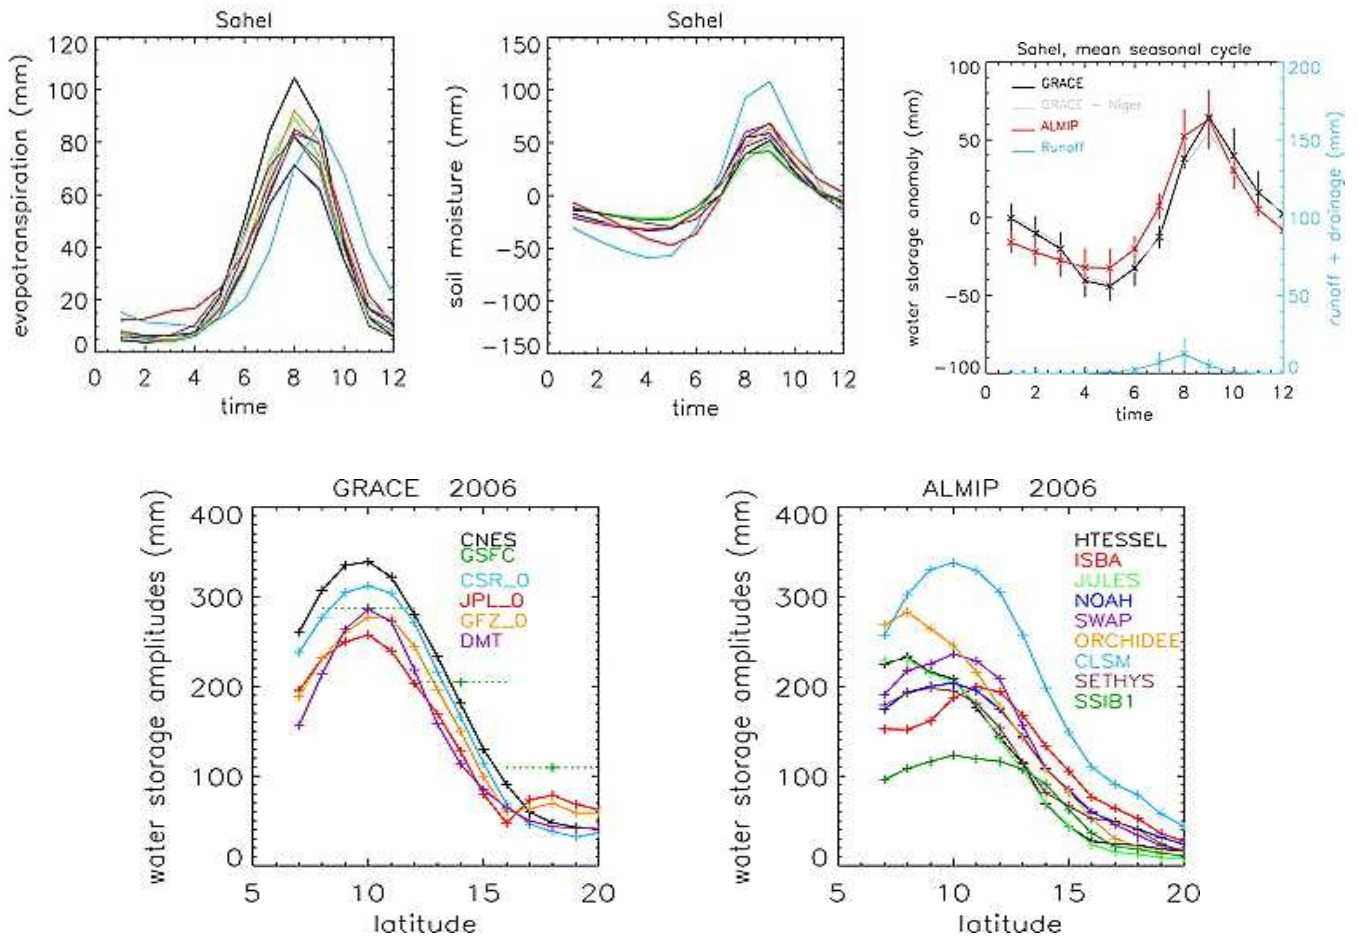 Sahel
evapotranspiration (mm)
120
100
80
60
40
20
0
0 2 4 6 8 10 12
time
Sahel
soil moisture (mm)
150
100
50
0
−50
−100
−150
0 2 4 6 8 10 12
time
Sahel, mean seasonal cycle
water storage anomaly (mm)
100
50
0
−50
−100
GRACE
GRACE − Niger
ALMIP
Runoff
200
150
100
50
0
runoff + drainage (mm)
0 2 4 6 8 10 12
time
GRACE 2006
water storage amplitudes (mm)
400
300
200
100
0
CNES
GSFC
CSR_0
JPL_0
GFZ_0
DMT
5 10 15 20
latitude
ALMIP 2006
water storage amplitudes (mm)
400
300
200
100
0
HTESSEL
ISBA
JULES
NOAH
SWAP
ORCHIDEE
CLSM
SETHYS
SSIB1
5 10 15 20
latitude